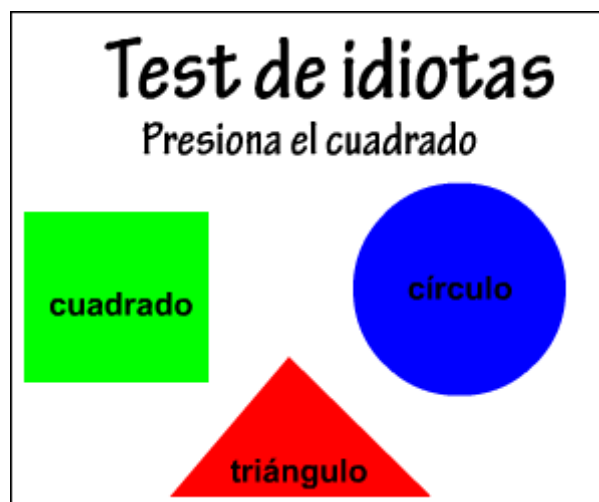 Test de idiotas
Presiona el cuadrado
cuadrado
círculo
triángulo